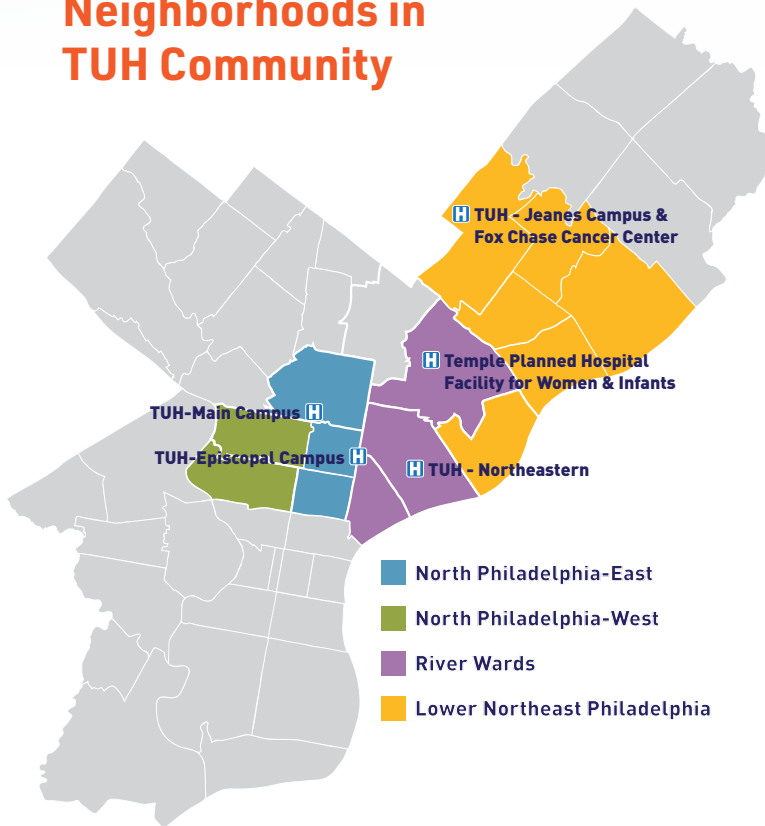 Neighborhoods in
TUH Community
H TUH - Jeanes Campus &
Fox Chase Cancer Center
H Temple Planned Hospital
Facility for Women & Infants
TUH-Main Campus H
TUH-Episcopal Campus H
H TUH - Northeastern
North Philadelphia-East
North Philadelphia-West
River Wards
Lower Northeast Philadelphia